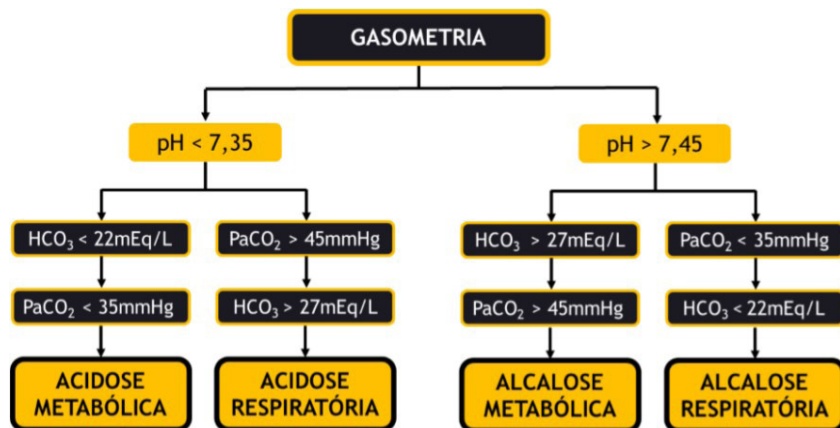 GASOMETRIA
pH < 7,35
pH > 7,45
HCO₃ < 22mEq/L
PaCO₂ > 45mmHg
HCO₃ > 27mEq/L
PaCO₂ < 35mmHg
PaCO₂ < 35mmHg
HCO₃ > 27mEq/L
PaCO₂ > 45mmHg
HCO₃ < 22mEq/L
ACIDOSE
METABÓLICA
ACIDOSE
RESPIRATÓRIA
ALCALOSE
METABÓLICA
ALCALOSE
RESPIRATÓRIA